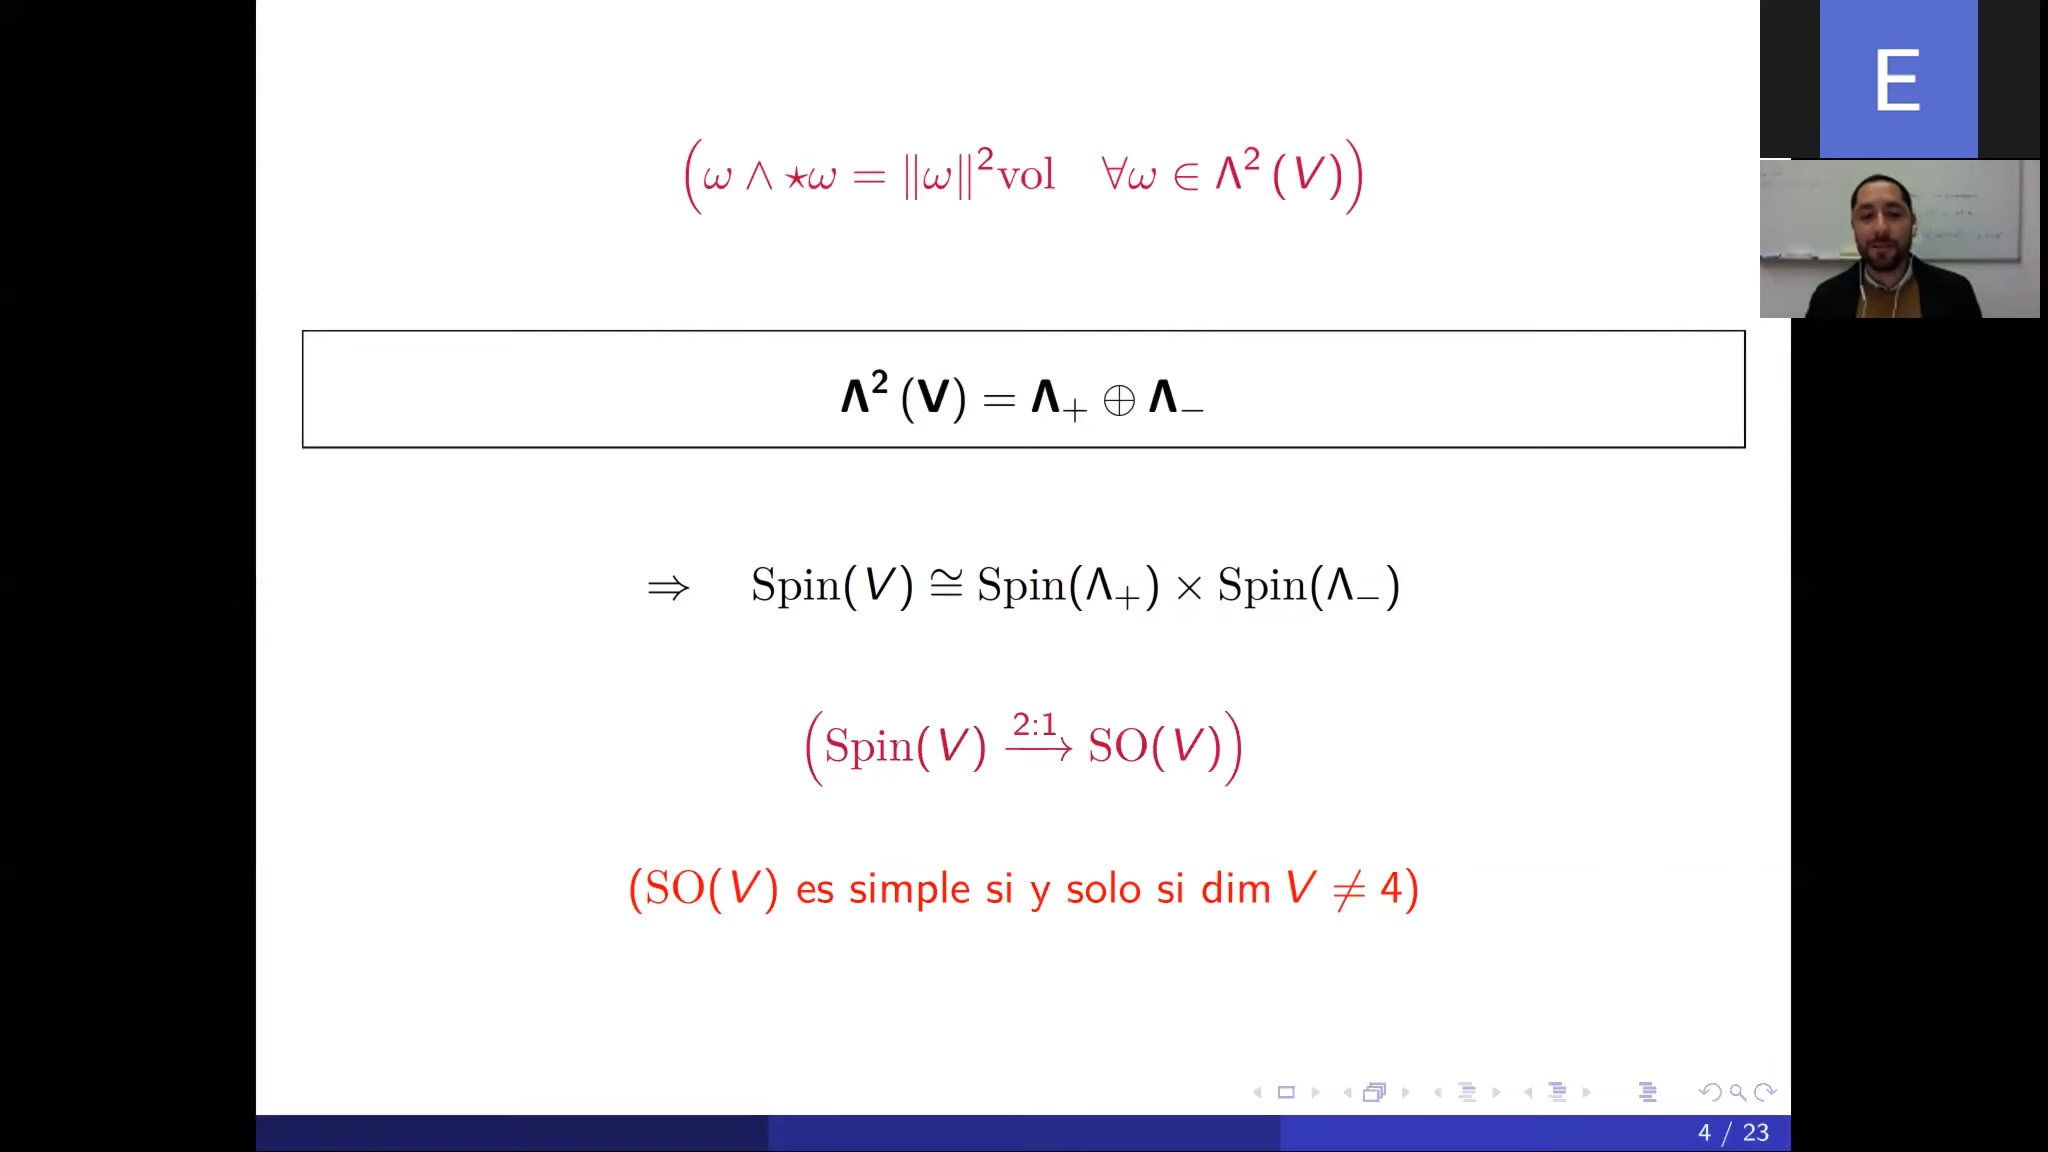 (ω ∧ ⋆ω = ‖ω‖²vol ∀ω ∈ Λ² (V))
E
Λ² (V) = Λ₊ ⊕ Λ₋
⇒ Spin(V) ≅ Spin(Λ₊) × Spin(Λ₋)
(Spin(V) 2:1→ SO(V))
(SO(V) es simple si y solo si dim V ≠ 4)
4 / 23